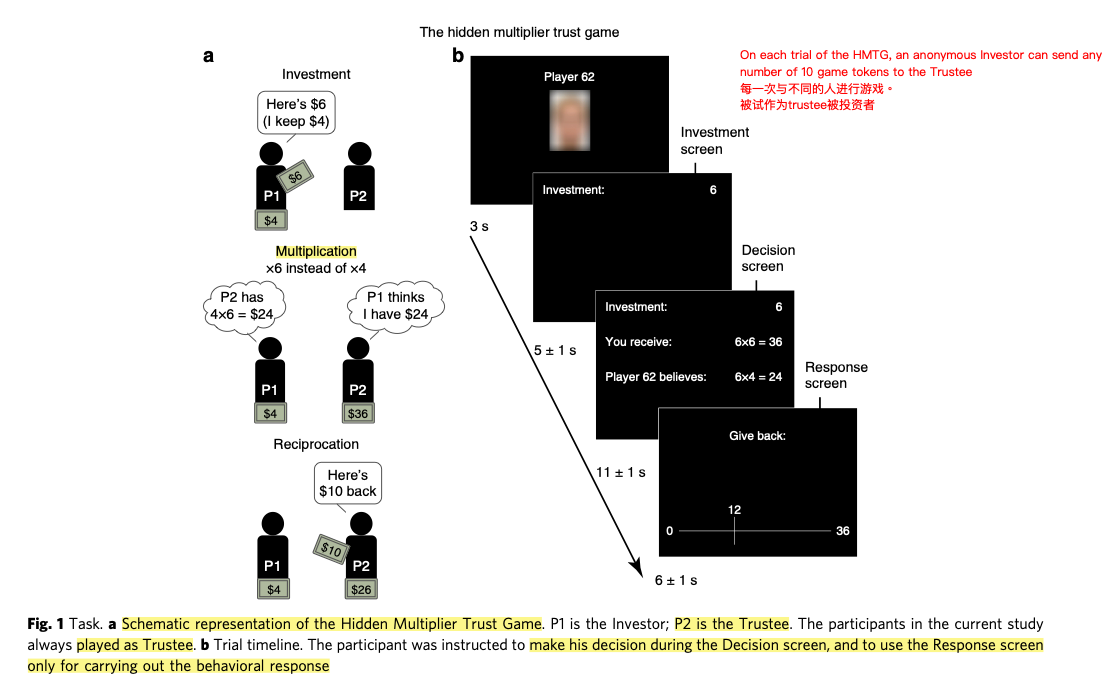 The hidden multiplier trust game
a
Investment
Here's $6
(I keep $4)
$6
P1
P2
$4
Multiplication
×6 instead of ×4
P2 has
4×6 = $24
P1 thinks
I have $24
P1
P2
$4
$36
Reciprocation
Here's
$10 back
$10
P1
P2
$4
$26
b
Player 62
Investment
screen
Investment: 6
3 s
Decision
screen
Investment: 6
You receive: 6×6 = 36
Player 62 believes: 6×4 = 24
5 ± 1 s
Response
screen
Give back:
12
0
36
11 ± 1 s
6 ± 1 s
On each trial of the HMTG, an anonymous Investor can send any
number of 10 game tokens to the Trustee
每一次与不同的人进行游戏。
被试作为trustee被投资者
Fig. 1 Task. a Schematic representation of the Hidden Multiplier Trust Game. P1 is the Investor; P2 is the Trustee. The participants in the current study
always played as Trustee. b Trial timeline. The participant was instructed to make his decision during the Decision screen, and to use the Response screen
only for carrying out the behavioral response